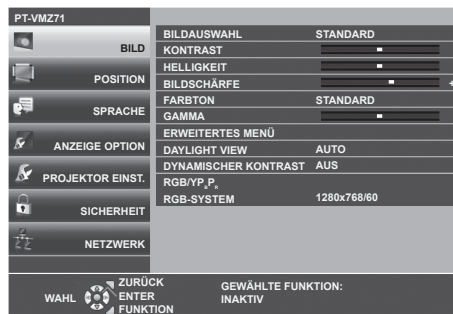 PT-VMZ71
BILD
POSITION
SPRACHE
ANZEIGE OPTION
PROJEKTOR EINST.
SICHERHEIT
NETZWERK
BILDAUSWAHL STANDARD
KONTRAST
HELLIGKEIT
BILDSCHÄRFE +
FARBTON STANDARD
GAMMA
ERWEITERTES MENÜ
DAYLIGHT VIEW AUTO
DYNAMISCHER KONTRAST AUS
RGB/YPBPR
RGB-SYSTEM 1280x768/60
WAHL
ZURÜCK
ENTER
FUNKTION
GEWÄHLTE FUNKTION:
INAKTIV